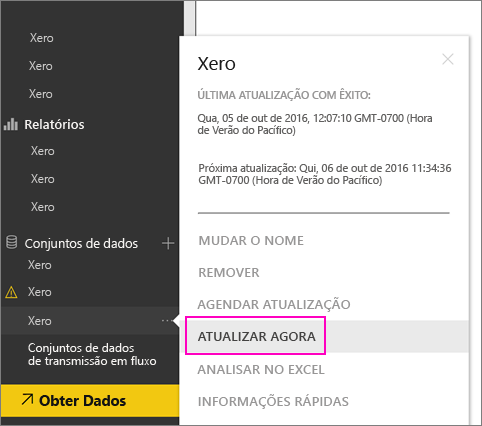 Xero
Xero
Xero
Relatórios
Xero
Xero
Xero
Conjuntos de dados
Xero
Xero
Xero
Conjuntos de dados
de transmissão em fluxo
Obter Dados
Xero
ÚLTIMA ATUALIZAÇÃO COM ÊXITO:
Qua, 05 de out de 2016, 12:07:10 GMT-0700 (Hora
de Verão do Pacífico)
Próxima atualização: Qui, 06 de out de 2016 11:34:36
GMT-0700 (Hora de Verão do Pacífico)
MUDAR O NOME
REMOVER
AGENDAR ATUALIZAÇÃO
ATUALIZAR AGORA
ANALISAR NO EXCEL
INFORMAÇÕES RÁPIDAS